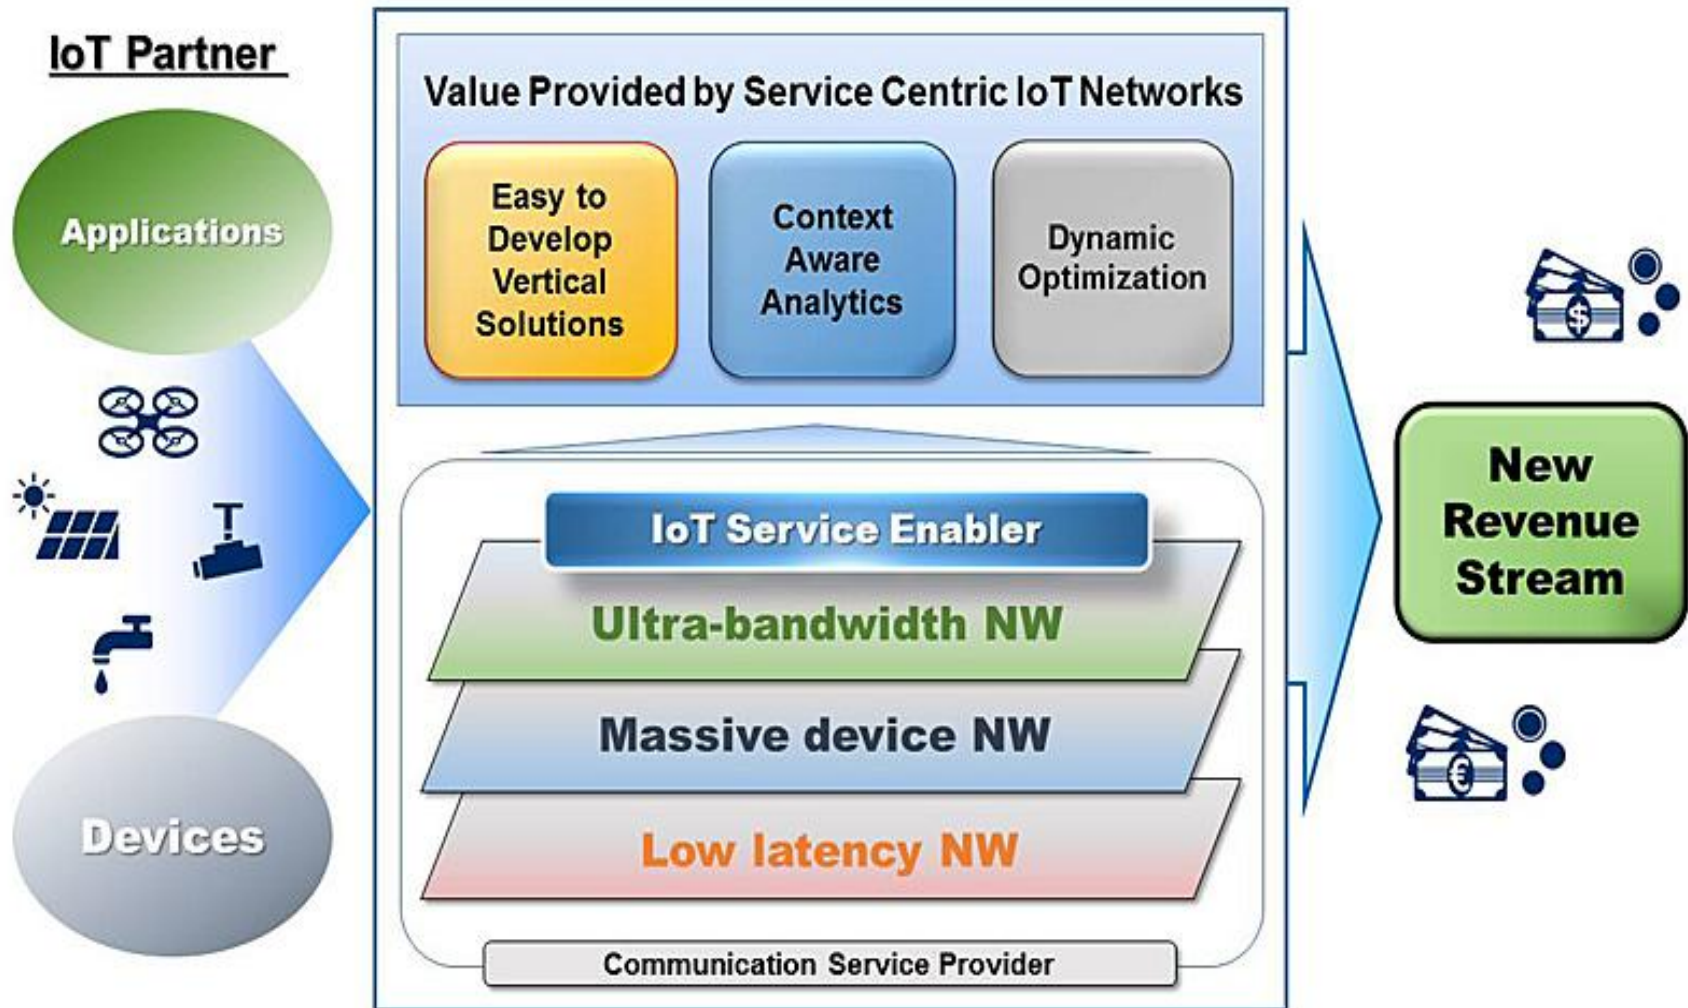 IoT Partner
Applications
Devices
Value Provided by Service Centric IoT Networks
Easy to
Develop
Vertical
Solutions
Context
Aware
Analytics
Dynamic
Optimization
IoT Service Enabler
Ultra-bandwidth NW
Massive device NW
Low latency NW
Communication Service Provider
$
New
Revenue
Stream
€